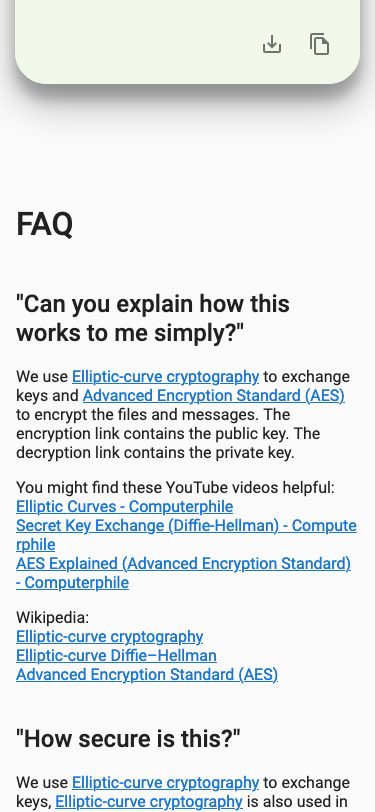 FAQ
"Can you explain how this
works to me simply?"
We use Elliptic-curve cryptography to exchange
keys and Advanced Encryption Standard (AES)
to encrypt the files and messages. The
encryption link contains the public key. The
decryption link contains the private key.
You might find these YouTube videos helpful:
Elliptic Curves - Computerphile
Secret Key Exchange (Diffie-Hellman) - Compute
rphile
AES Explained (Advanced Encryption Standard)
- Computerphile
Wikipedia:
Elliptic-curve cryptography
Elliptic-curve Diffie–Hellman
Advanced Encryption Standard (AES)
"How secure is this?"
We use Elliptic-curve cryptography to exchange
keys, Elliptic-curve cryptography is also used in